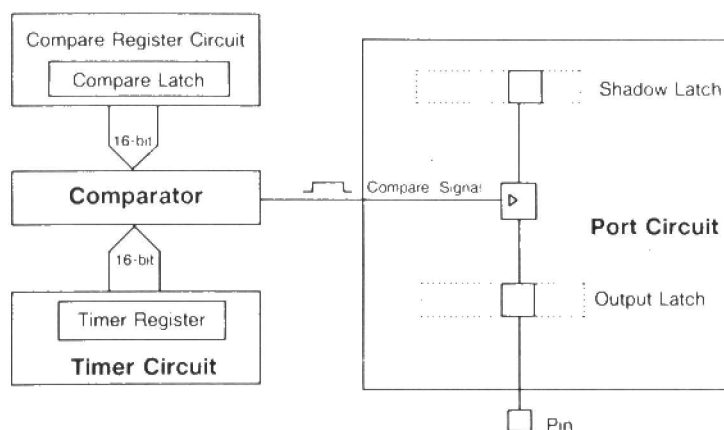 Compare Register Circuit
Compare Latch
16-bit
Comparator
16-bit
Timer Register
Timer Circuit
Compare Signal
Shadow Latch
Port Circuit
Output Latch
Pin